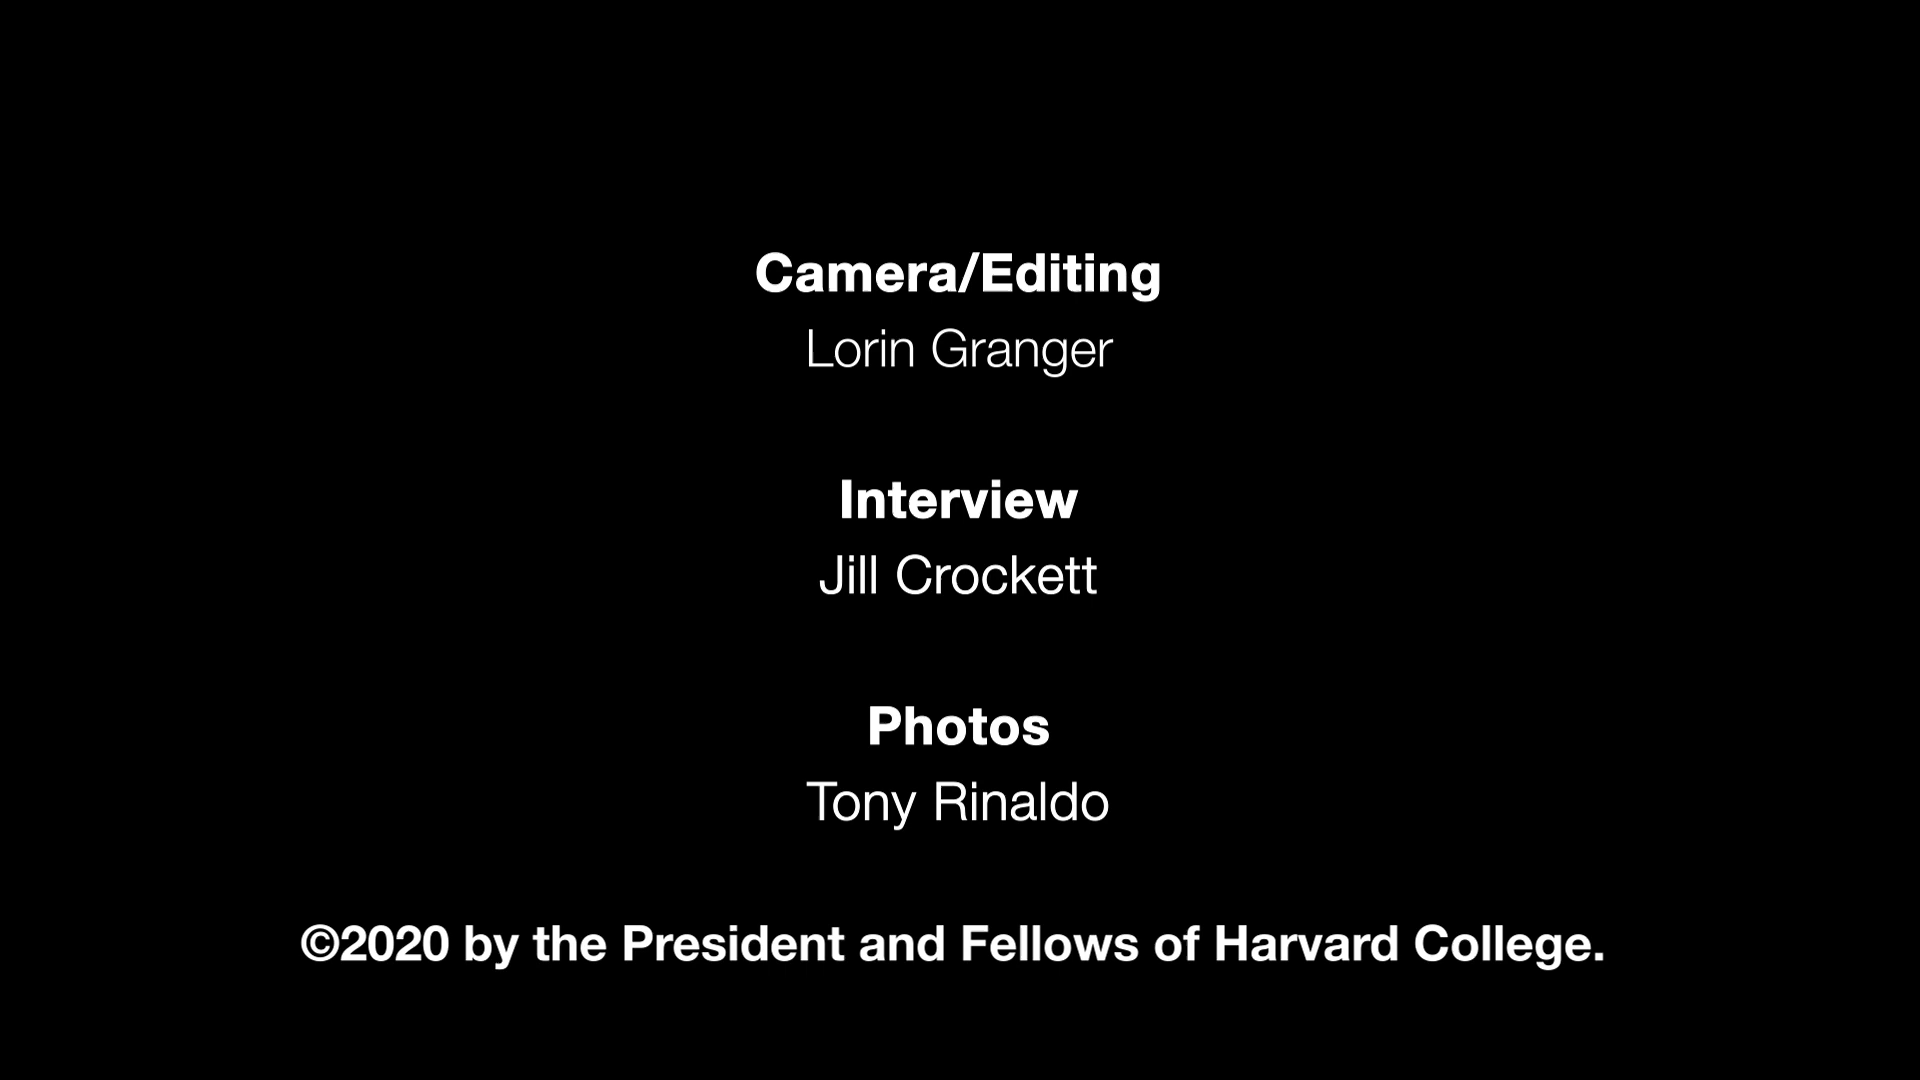 Camera/Editing
Lorin Granger
Interview
Jill Crockett
Photos
Tony Rinaldo
©2020 by the President and Fellows of Harvard College.